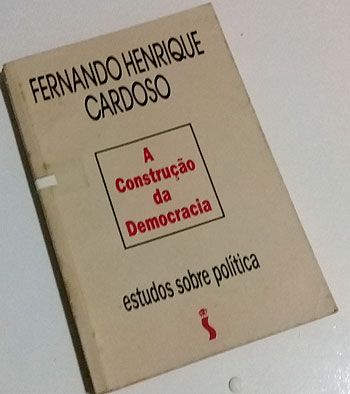 FERNANDO HENRIQUE
CARDOSO
A
Construção
da
Democracia
estudos sobre política
S